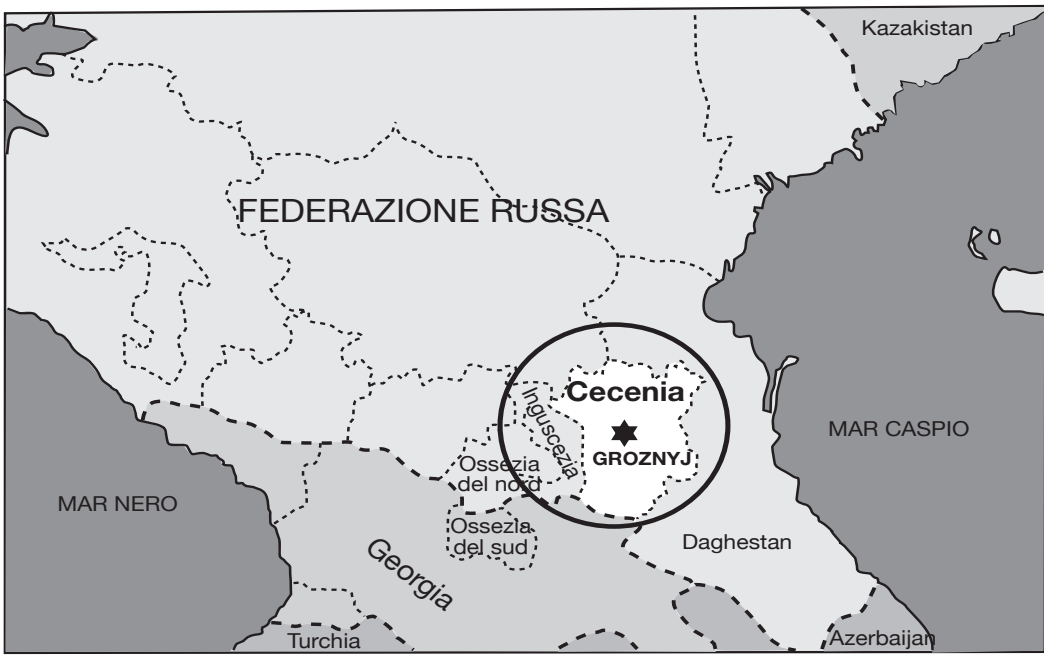 Kazakistan
FEDERAZIONE RUSSA
Cecenia
Inguscezia
GROZNYJ
MAR CASPIO
Ossezia
del nord
MAR NERO
Ossezia
del sud
Daghestan
Georgia
Turchia
Azerbaijan